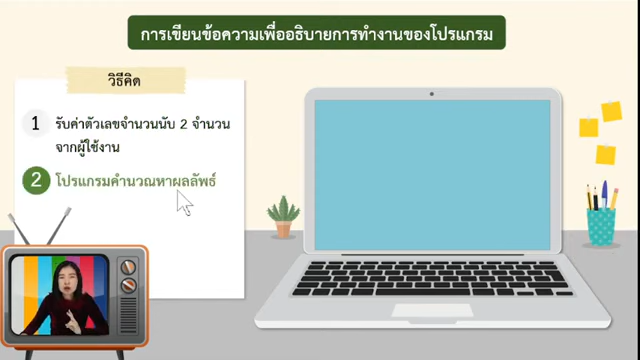 การเขียนข้อความเพื่ออธิบายการทำงานของโปรแกรม
วิธีคิด
1 รับค่าตัวเลขจำนวนนับ 2 จำนวน
จากผู้ใช้งาน
2 โปรแกรมคำนวณหาผลลัพธ์